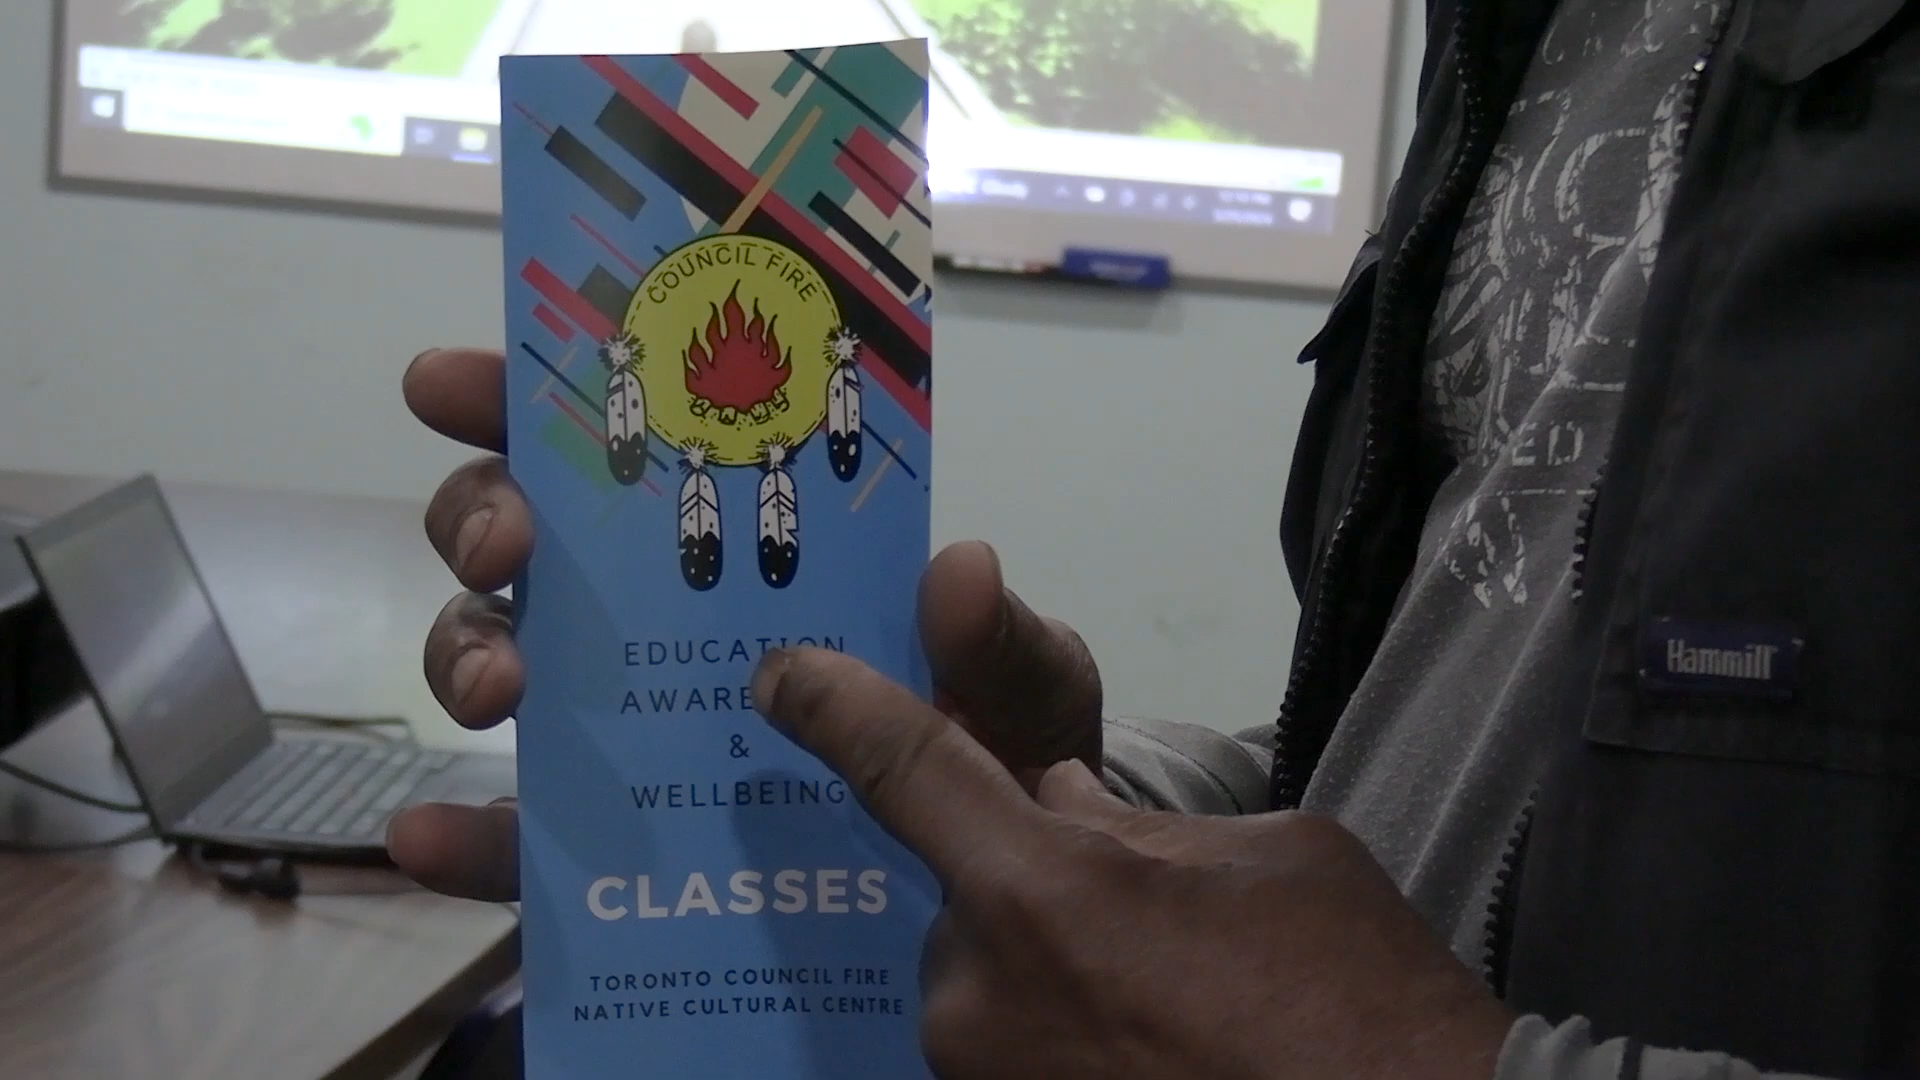 COUNCIL FIRE
EDUCATION
AWARE
&
WELLBEING
CLASSES
TORONTO COUNCIL FIRE
NATIVE CULTURAL CENTRE
Hammill